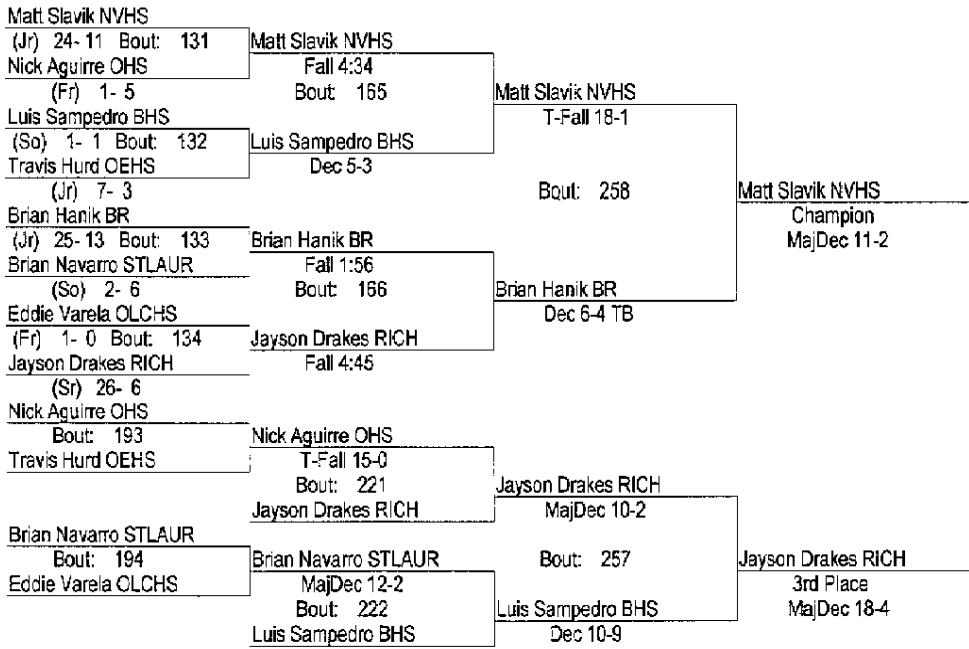 Matt Slavik NVHS
(Jr) 24-11 Bout: 131
Nick Aguirre OHS
(Fr) 1- 5
Luis Sampedro BHS
(So) 1- 1 Bout: 132
Travis Hurd OEHS
(Jr) 7- 3
Brian Hanik BR
(Jr) 25-13 Bout: 133
Brian Navarro STLAUR
(So) 2- 6
Eddie Varela OLCHS
(Fr) 1- 0 Bout: 134
Jayson Drakes RICH
(Sr) 26- 6
Nick Aguirre OHS
Bout: 193
Travis Hurd OEHS
Brian Navarro STLAUR
Bout: 194
Eddie Varela OLCHS
Matt Slavik NVHS
Fall 4:34
Bout: 165
Luis Sampedro BHS
Dec 5-3
Brian Hanik BR
Fall 1:56
Bout: 166
Jayson Drakes RICH
Fall 4:45
Nick Aguirre OHS
T-Fall 15-0
Bout: 221
Jayson Drakes RICH
Brian Navarro STLAUR
MajDec 12-2
Bout: 222
Luis Sampedro BHS
Matt Slavik NVHS
T-Fall 18-1
Bout: 258
Brian Hanik BR
Dec 6-4 TB
Jayson Drakes RICH
MajDec 10-2
Bout: 257
Luis Sampedro BHS
Dec 10-9
Matt Slavik NVHS
Champion
MajDec 11-2
Jayson Drakes RICH
3rd Place
MajDec 18-4